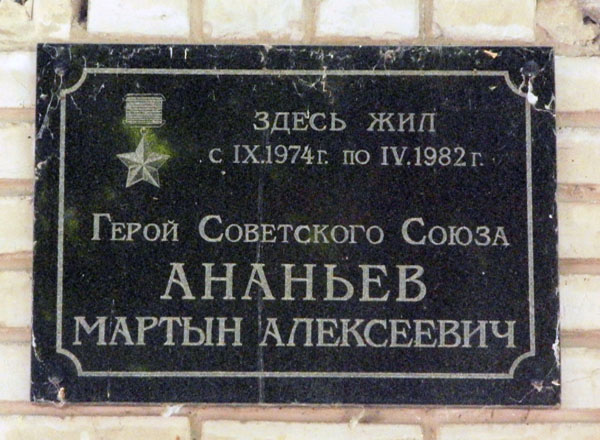 ЗДЕСЬ ЖИЛ
с IX.1974г. по IV.1982г.
Герой Советского Союза
АНАНЬЕВ
МАРТЫН АЛЕКСЕЕВИЧ